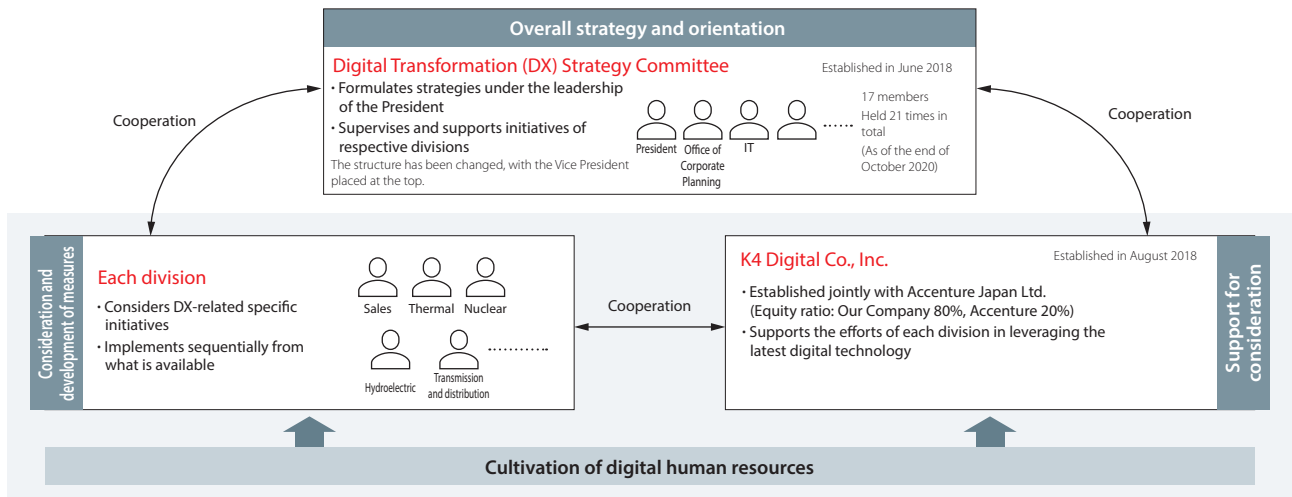 Overall strategy and orientation
Digital Transformation (DX) Strategy Committee
Established in June 2018
・Formulates strategies under the leadership
of the President
・Supervises and supports initiatives of
respective divisions
The structure has been changed, with the Vice President
placed at the top.
President
Office of
Corporate
Planning
IT
17 members
Held 21 times in
total
(As of the end of
October 2020)
Cooperation
Cooperation
Consideration and
development of measures
Each division
・Considers DX-related specific
initiatives
・Implements sequentially from
what is available
Sales
Thermal
Nuclear
Hydroelectric
Transmission
and distribution
Cooperation
K4 Digital Co., Inc.
Established in August 2018
・Established jointly with Accenture Japan Ltd.
(Equity ratio: Our Company 80%, Accenture 20%)
・Supports the efforts of each division in leveraging the
latest digital technology
Support for
consideration
Cultivation of digital human resources